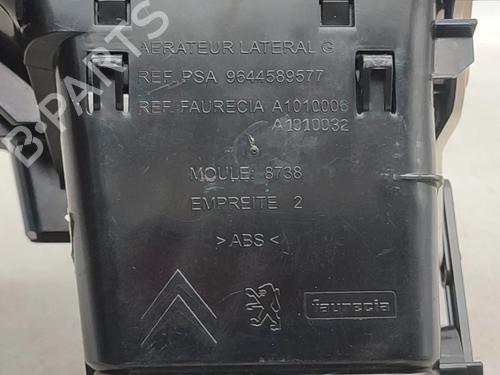 AERATEUR LATERAL G
REF. PSA 9644589577
REF. FAURECIA A1010006
A1010032
MOULE: 8738
EMPREITE 2
>ABS<
faurecia
B-PARTS